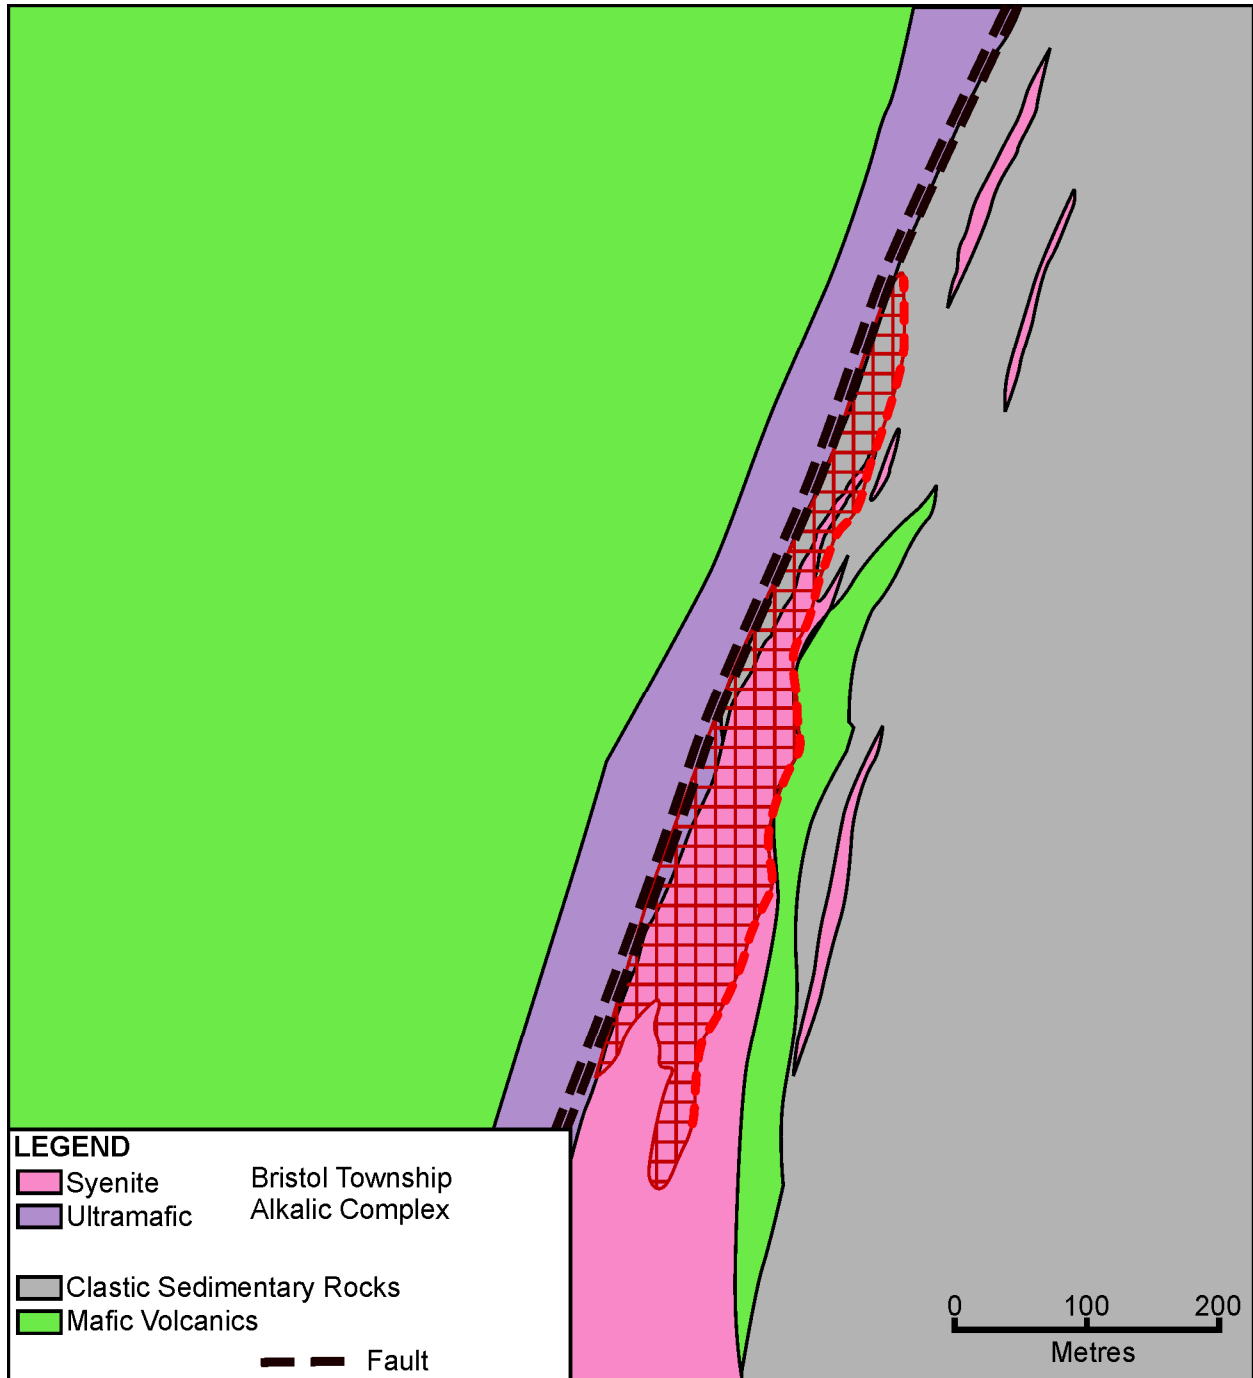 LEGEND
Syenite
Ultramafic
Bristol Township
Alkalic Complex
Clastic Sedimentary Rocks
Mafic Volcanics
Fault
0 100 200
Metres